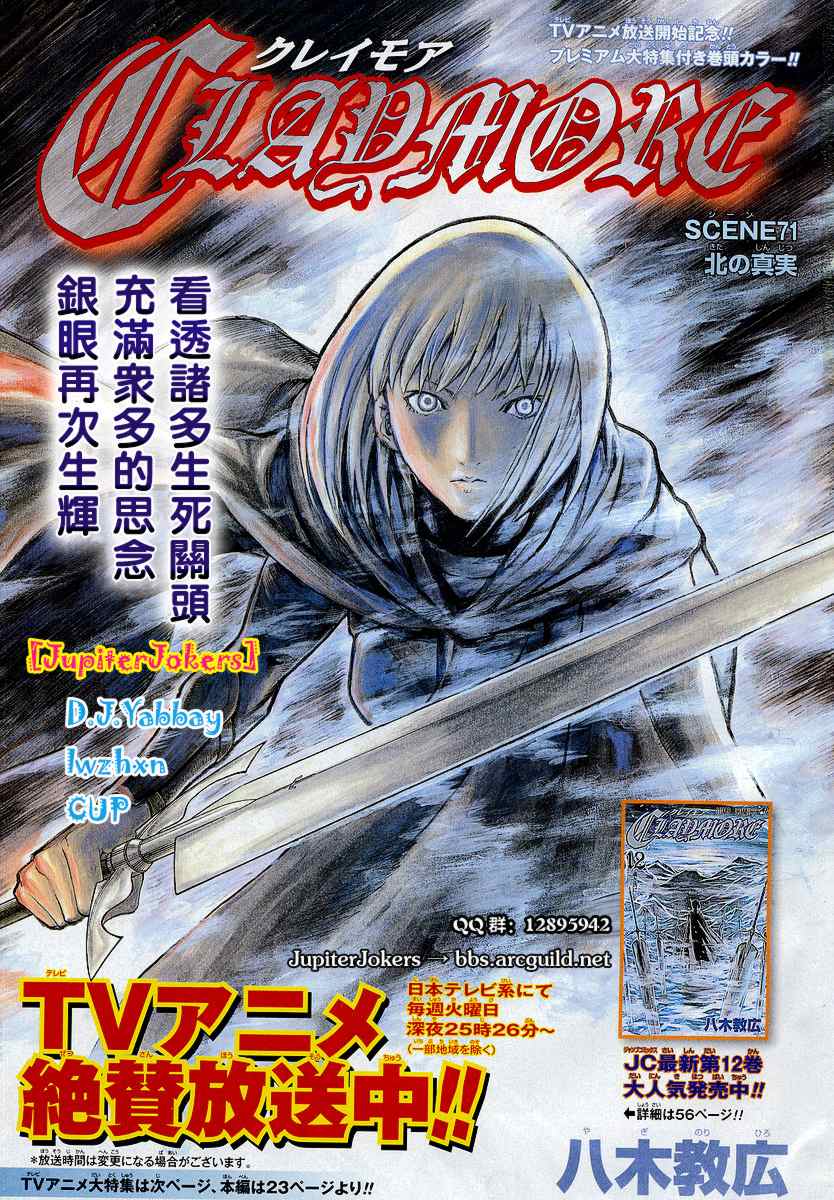 TVアニメ放送開始記念!!
プレミアム大特集付き巻頭カラー!!
クレイモア
CLAYMORE
SCENE71
北の真実
看透諸多生死關頭
充滿衆多的思念
銀眼再次生輝
[JupiterJokers]
D.J.Yabbay
lwzhxn
CUP
CLAYMORE
12
八木教広
QQ群: 12895942
JupiterJokers → bbs.arcguild.net
TVアニメ
絶賛放送中!!
日本テレビ系にて
毎週火曜日
深夜25時26分~
(一部地域を除く)
JC最新第12巻
大人気発売中!!
←詳細は56ページ!!
八木教広
*放送時間は変更になる場合がございます。
TVアニメ大特集は次ページ、本編は23ページより!!